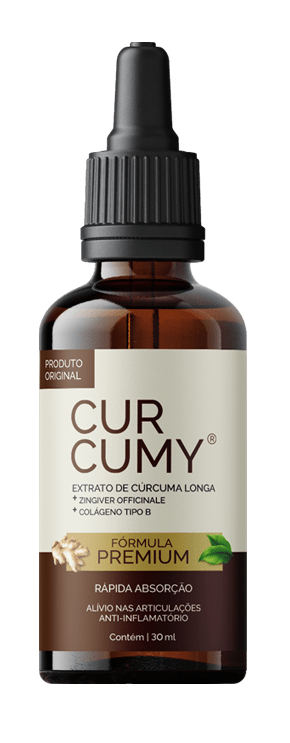 PRODUTO
ORIGINAL
CUR
CUMY®
EXTRATO DE CÚRCUMA LONGA
+ ZINGIVER OFFICINALE
+ COLÁGENO TIPO B
FÓRMULA
PREMIUM
RÁPIDA ABSORÇÃO
ALÍVIO NAS ARTICULAÇÕES
ANTI-INFLAMATÓRIO
Contém | 30 ml